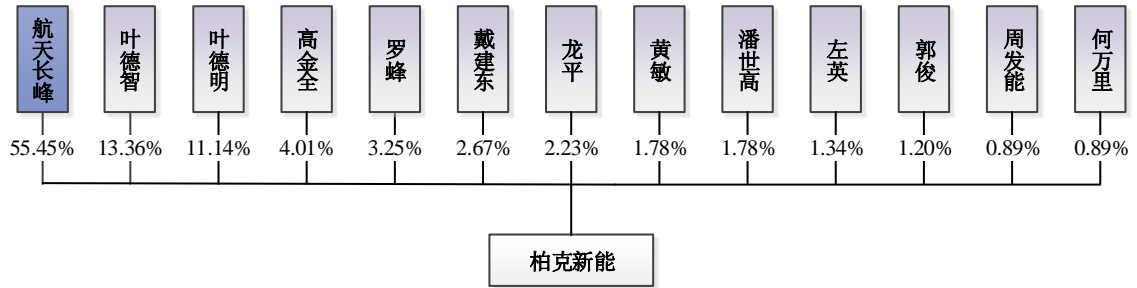 航天长峰
叶德智
叶德明
高金全
罗蜂
戴建东
龙平
黄敏
潘世高
左英
郭俊
周发能
何万里
55.45% 13.36% 11.14% 4.01% 3.25% 2.67% 2.23% 1.78% 1.78% 1.34% 1.20% 0.89% 0.89%
柏克新能